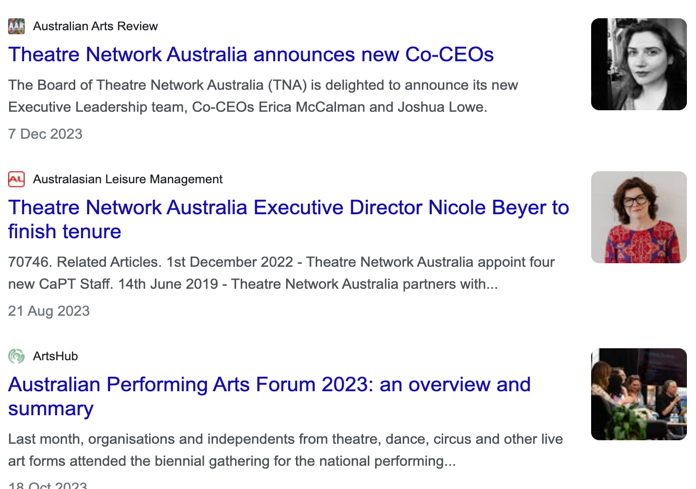 Australian Arts Review
Theatre Network Australia announces new Co-CEOs
The Board of Theatre Network Australia (TNA) is delighted to announce its new
Executive Leadership team, Co-CEOs Erica McCalman and Joshua Lowe.
7 Dec 2023
Australasian Leisure Management
Theatre Network Australia Executive Director Nicole Beyer to
finish tenure
70746. Related Articles. 1st December 2022 - Theatre Network Australia appoint four
new CaPT Staff. 14th June 2019 - Theatre Network Australia partners with...
21 Aug 2023
ArtsHub
Australian Performing Arts Forum 2023: an overview and
summary
Last month, organisations and independents from theatre, dance, circus and other live
art forms attended the biennial gathering for the national performing...
18 Oct 2023